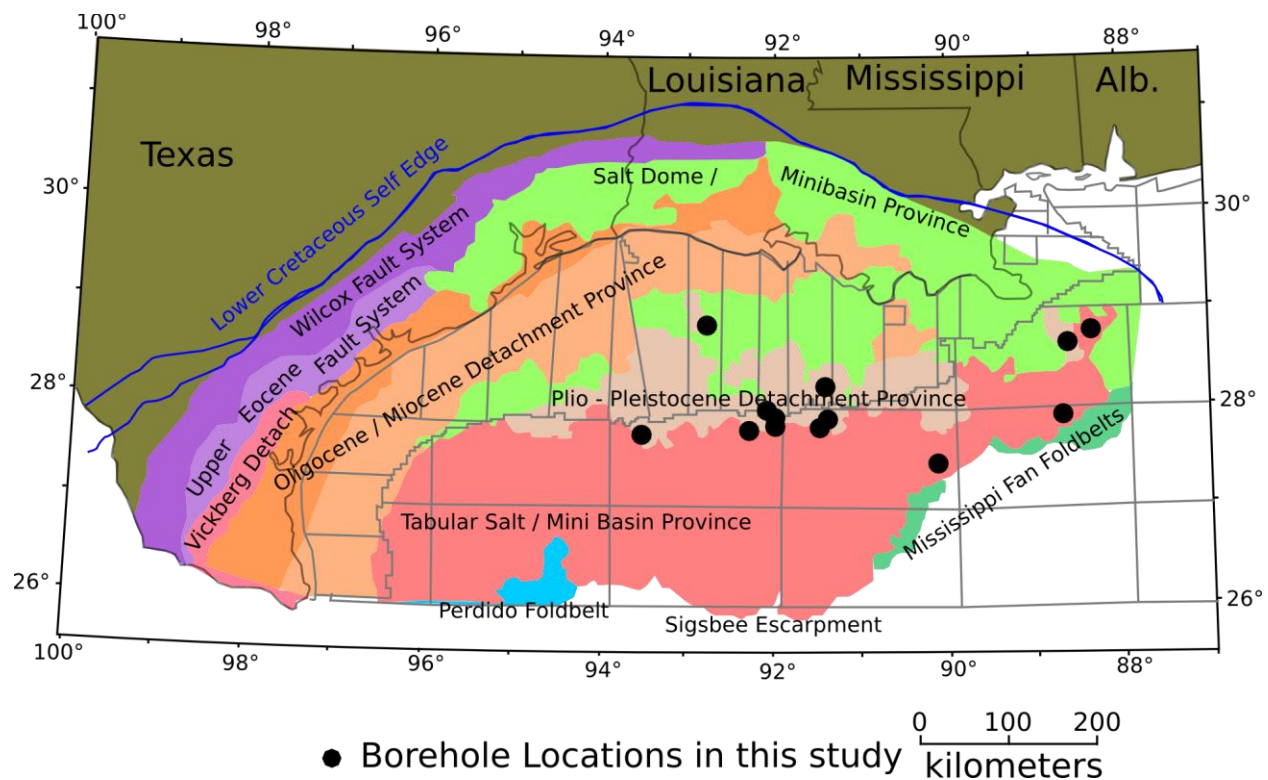 100°
98°
96°
94°
92°
90°
88°
Louisiana
Mississippi
Alb.
Texas
30°
30°
Lower Cretaceous Self Edge
Salt Dome /
Minibasin Province
Wilcox Fault System
Upper Eocene Fault System
Vickberg Detach
Oligocene / Miocene Detachment Province
28°
28°
Plio - Pleistocene Detachment Province
Mississippi Fan Foldbelts
Tabular Salt / Mini Basin Province
26°
26°
Perdido Foldbelt
Sigsbee Escarpment
100°
98°
96°
94°
92°
90°
88°
0 100 200
kilometers
Borehole Locations in this study